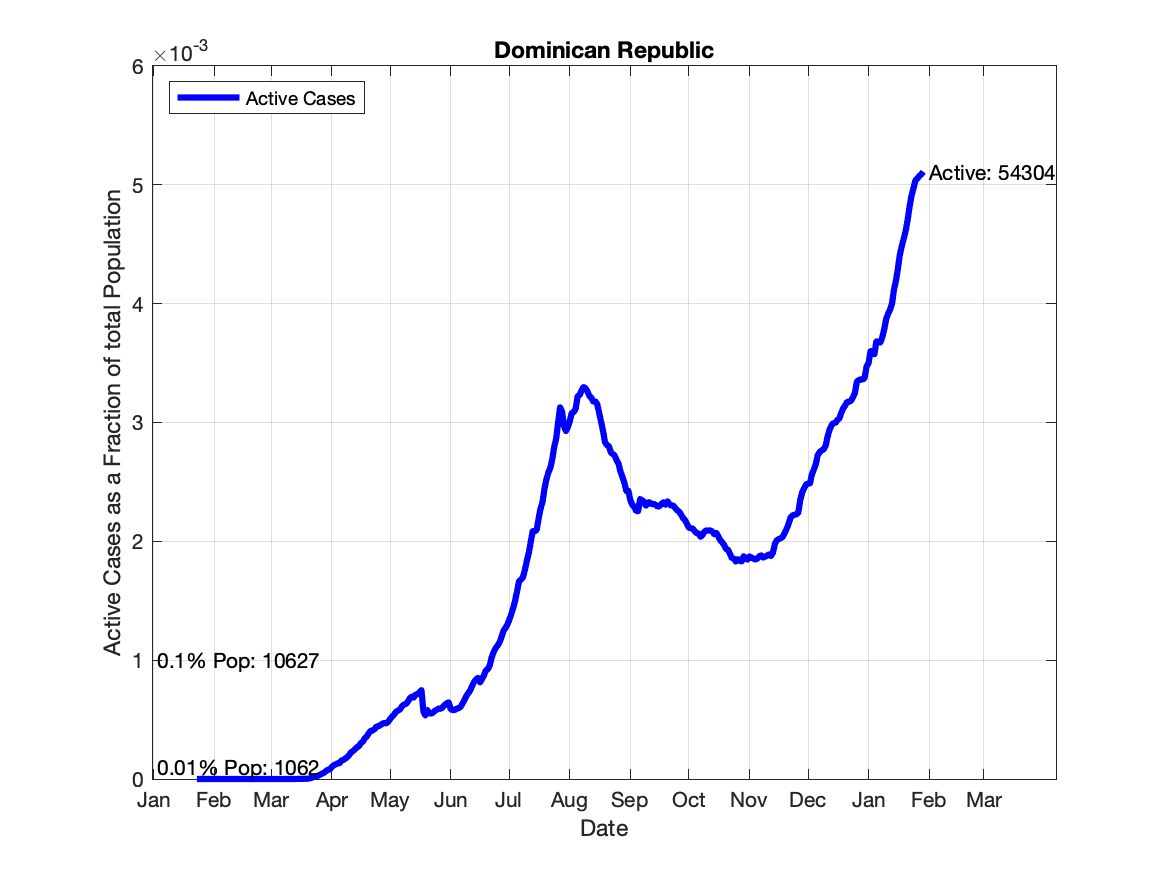 Dominican Republic
×10-3
Active Cases
6
5
4
3
2
1
0
Active Cases as a Fraction of total Population
Active: 54304
0.1% Pop: 10627
0.01% Pop: 1062
Jan Feb Mar Apr May Jun Jul Aug Sep Oct Nov Dec Jan Feb Mar
Date